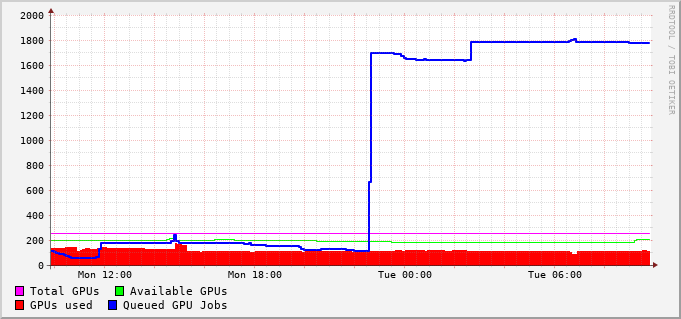 2000
1800
1600
1400
1200
1000
800
600
400
200
0
Mon 12:00 Mon 18:00 Tue 00:00 Tue 06:00
Total GPUs Available GPUs
GPUs used Queued GPU Jobs
RRDTOOL / TOBI OETIKER